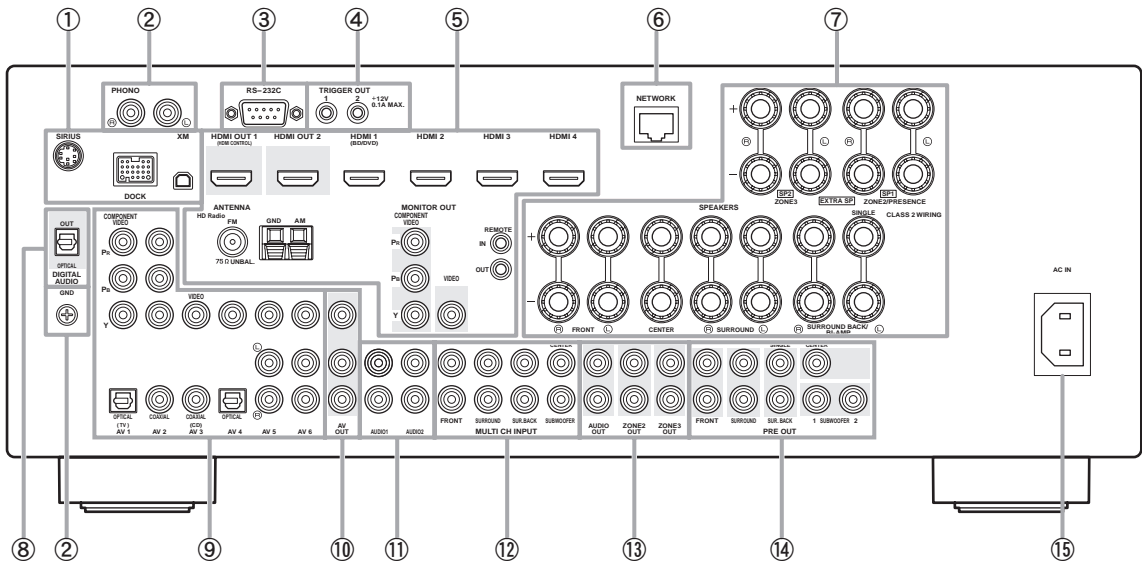 ① ② ③ ④ ⑤ ⑥ ⑦
PHONO
R L
RS–232C
TRIGGER OUT
1 2
+12V
0.1A MAX.
NETWORK
SIRIUS
XM
DOCK
HDMI OUT 1
(HDMI CONTROL)
HDMI OUT 2
HDMI 1
(BD/DVD)
HDMI 2
HDMI 3
HDMI 4
+
–
R L R L
SP2
ZONE3
EXTRA SP
SP1
ZONE2/PRESENCE
ANTENNA
HD Radio
FM
GND AM
75 Ω UNBAL.
MONITOR OUT
COMPONENT
VIDEO
PR
PB
Y
VIDEO
REMOTE
IN
OUT
SPEAKERS
SINGLE
CLASS 2 WIRING
+
–
R FRONT L
CENTER
R SURROUND L
R SURROUND BACK/
BI-AMP L
AC IN
OUT
OPTICAL
DIGITAL
AUDIO
GND
COMPONENT
VIDEO
PR
PB
Y
VIDEO
L
R
OPTICAL
(TV)
AV 1
COAXIAL
AV 2
COAXIAL
(CD)
AV 3
OPTICAL
AV 4
AV 5
AV 6
AV
OUT
AUDIO1
AUDIO2
CENTER
FRONT
SURROUND
SUR.BACK
SUBWOOFER
MULTI CH INPUT
AUDIO
OUT
ZONE2
OUT
ZONE3
OUT
SINGLE
CENTER
FRONT
SURROUND
SUR.BACK
1 SUBWOOFER 2
PRE OUT
⑧ ② ⑨ ⑩ ⑪ ⑫ ⑬ ⑭ ⑮